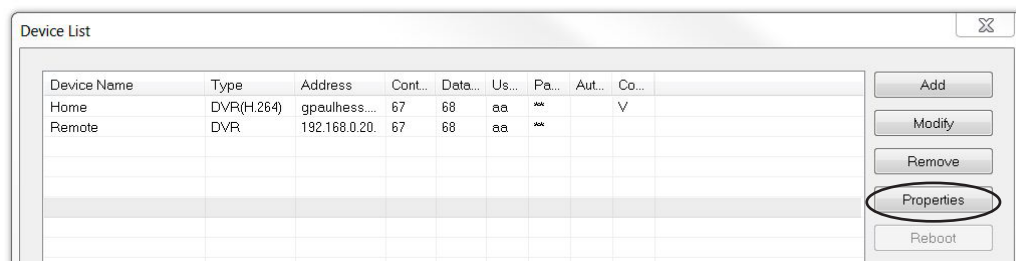 Device List
Device Name Type Address Cont... Data... Us... Pa... Aut... Co...
Home DVR(H.264) gpaulhess.... 67 68 aa ** V
Remote DVR 192.168.0.20. 67 68 aa **
Add
Modify
Remove
Properties
Reboot